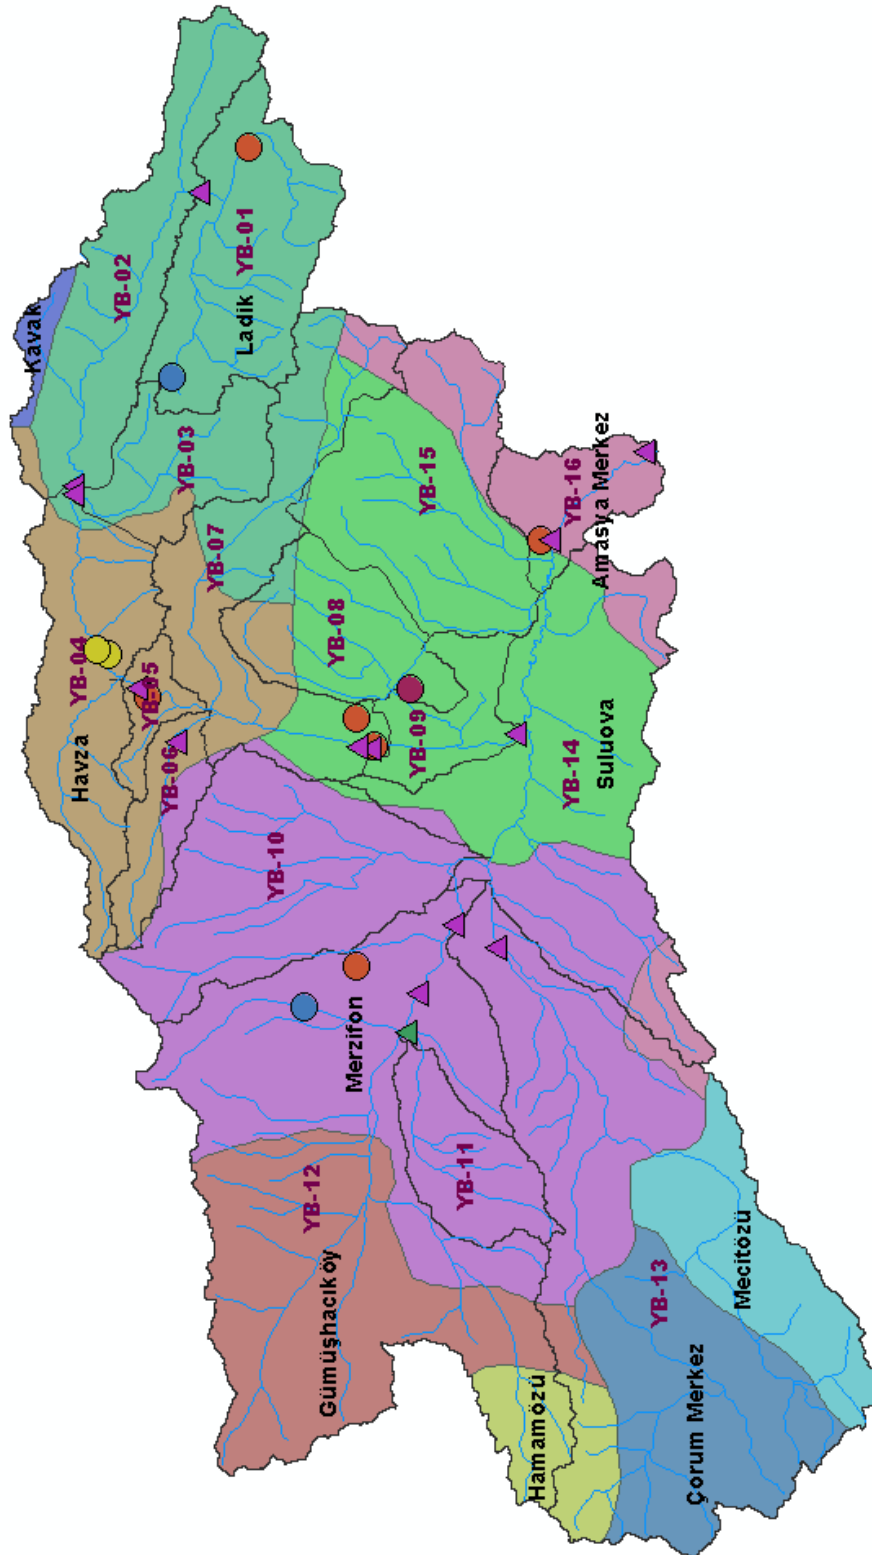 Kavak
YB-02
YB-01
Ladik
YB-03
YB-15
YB-16
Amasya Merkez
YB-07
YB-08
YB-04
YB-05
YB-09
Havza
YB-06
YB-14
Suluova
YB-10
Merzifon
YB-11
YB-12
Gümüşhacıköy
YB-13
Mecitözü
Hamamözü
Çorum Merkez